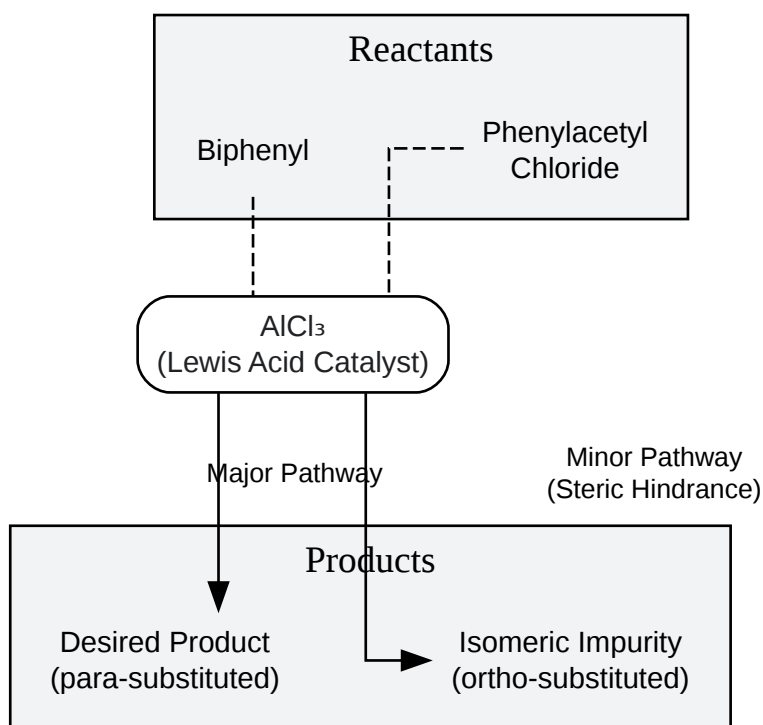 Reactants
Biphenyl
Phenylacetyl
Chloride
AlCl₃
(Lewis Acid Catalyst)
Major Pathway
Minor Pathway
(Steric Hindrance)
Products
Desired Product
(para-substituted)
Isomeric Impurity
(ortho-substituted)